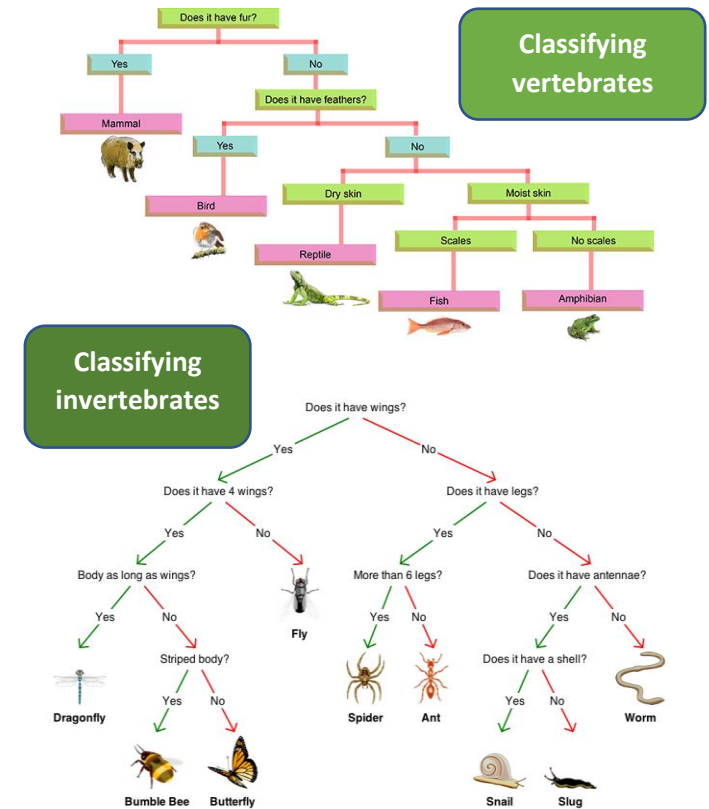 Does it have fur?
Classifying
vertebrates
Yes
No
Does it have feathers?
Mammal
Yes
No
Bird
Dry skin
Moist skin
Reptile
Scales
No scales
Fish
Amphibian
Classifying
invertebrates
Does it have wings?
Yes
No
Does it have 4 wings?
Does it have legs?
Yes
No
Yes
No
Body as long as wings?
More than 6 legs?
Does it have antennae?
Yes
No
Fly
Yes
No
Yes
No
Striped body?
Does it have a shell?
Dragonfly
Yes
No
Spider
Ant
Yes
No
Worm
Bumble Bee
Butterfly
Snail
Slug